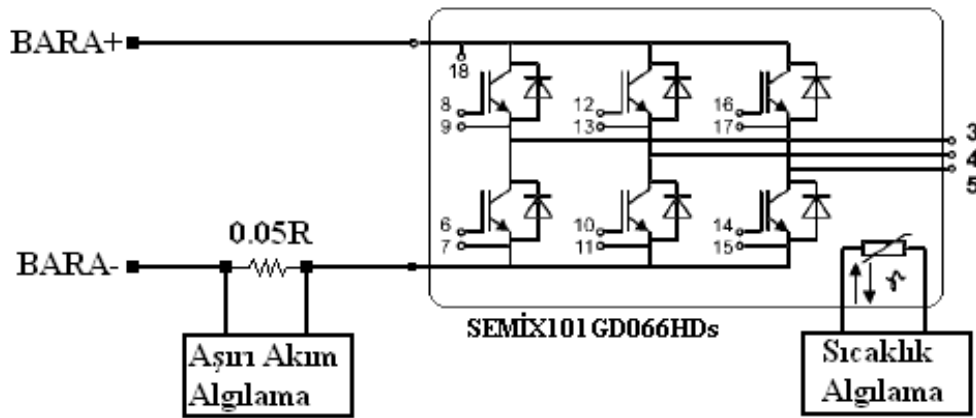 BARA+
18
8
9
12
13
16
17
3
4
5
6
7
10
11
14
15
0.05R
BARA-
SEMİX101GD066HDs
Aşırı Akım
Algılama
Sıcaklık
Algılama